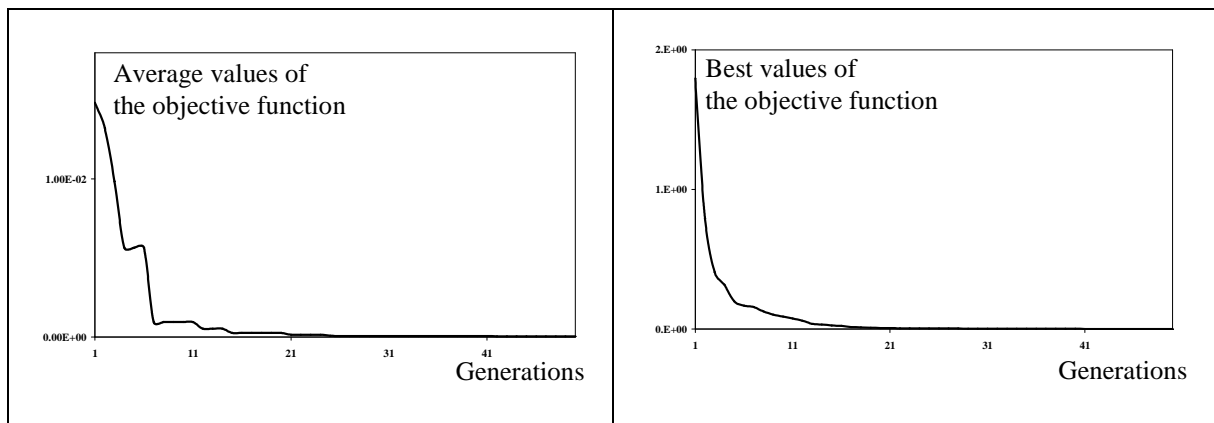 Average values of
the objective function
1.00E-02
0.00E+00
1
11
21
31
41
Generations
2.E+00
Best values of
the objective function
1.E+00
0.E+00
1
11
21
31
41
Generations